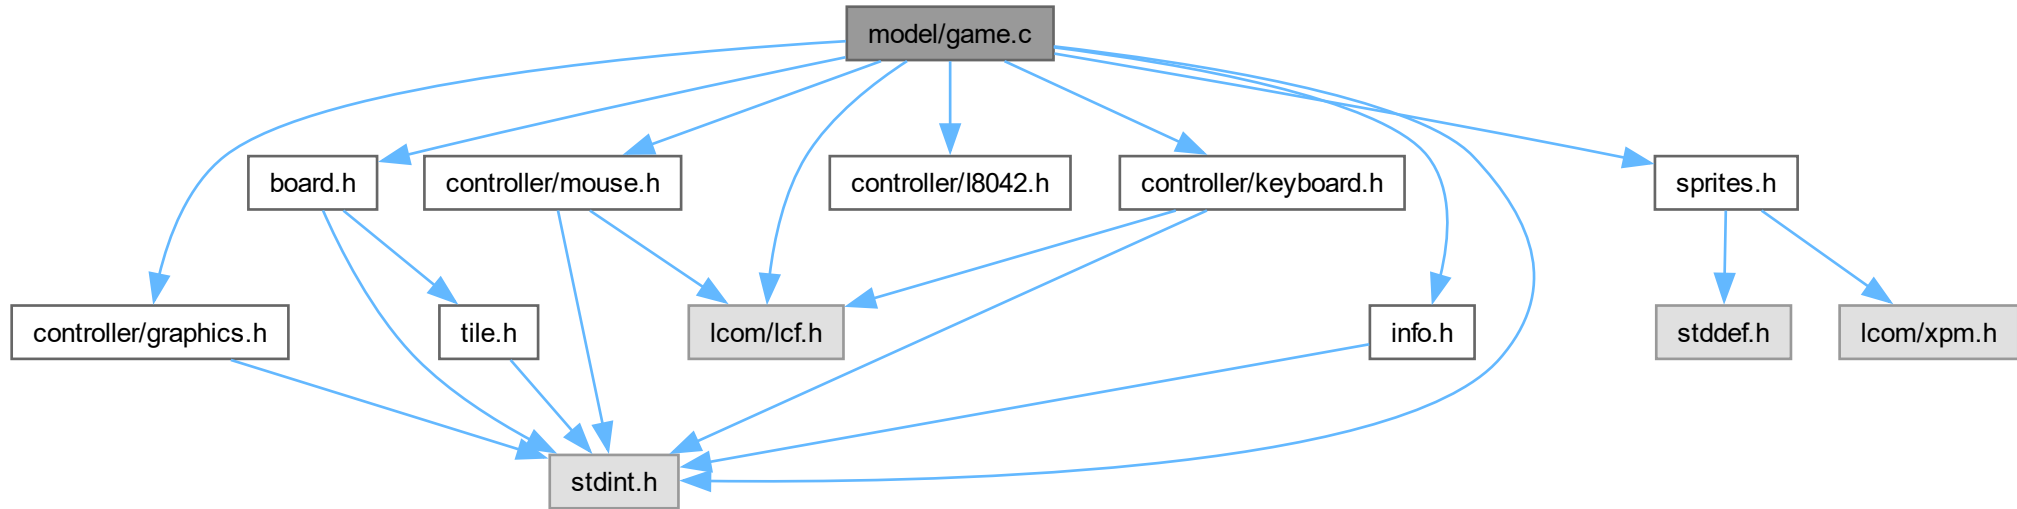 model/game.c
board.h
controller/mouse.h
controller/I8042.h
controller/keyboard.h
sprites.h
controller/graphics.h
tile.h
lcom/lcf.h
info.h
stddef.h
lcom/xpm.h
stdint.h